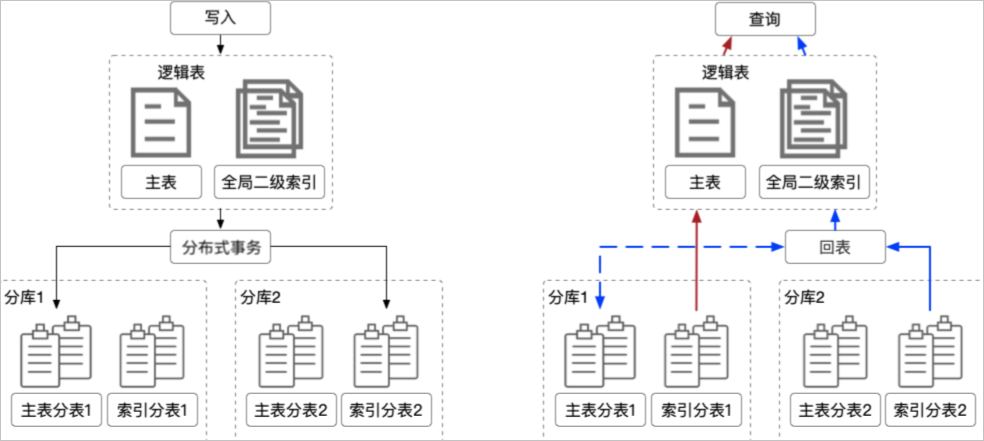 写入
逻辑表
主表
全局二级索引
分布式事务
分库1
主表分表1
索引分表1
分库2
主表分表2
索引分表2
查询
逻辑表
主表
全局二级索引
回表
分库1
主表分表1
索引分表1
分库2
主表分表2
索引分表2